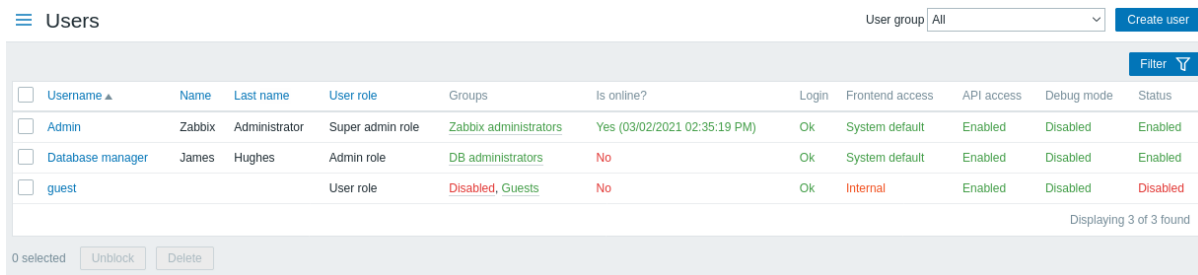 Users User group All Create user
Filter
Username Name Last name User role Groups Is online? Login Frontend access API access Debug mode Status
Admin Zabbix Administrator Super admin role Zabbix administrators Yes (03/02/2021 02:35:19 PM) Ok System default Enabled Disabled Enabled
Database manager James Hughes Admin role DB administrators No Ok System default Enabled Disabled Enabled
guest User role Disabled, Guests No Ok Internal Enabled Disabled Disabled
Displaying 3 of 3 found
0 selected Unblock Delete